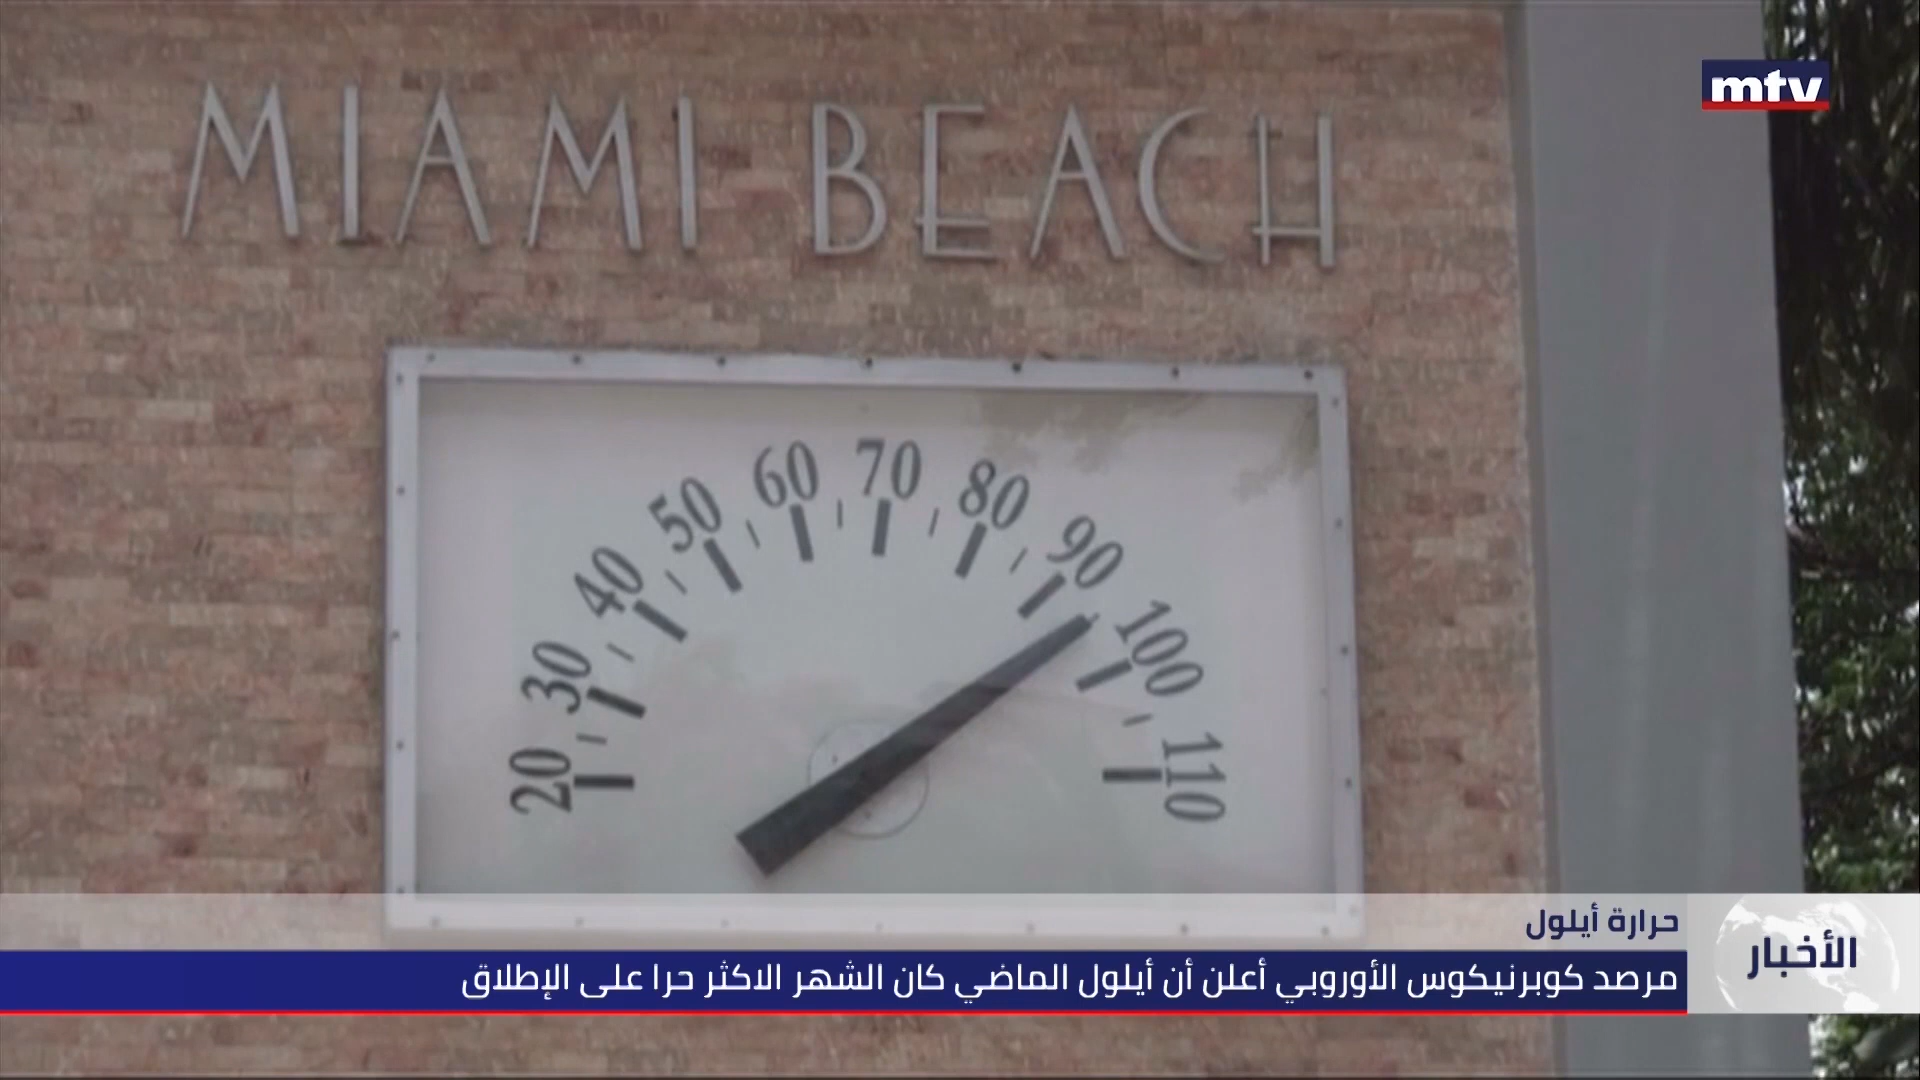 mtv
MIAMI BEACH
20 30 40 50 60 70 80 90 100 110
حرارة أيلول
الأخبار
مرصد كوبرنيكوس الأوروبي أعلن أن أيلول الماضي كان الشهر الاكثر حرا على الإطلاق